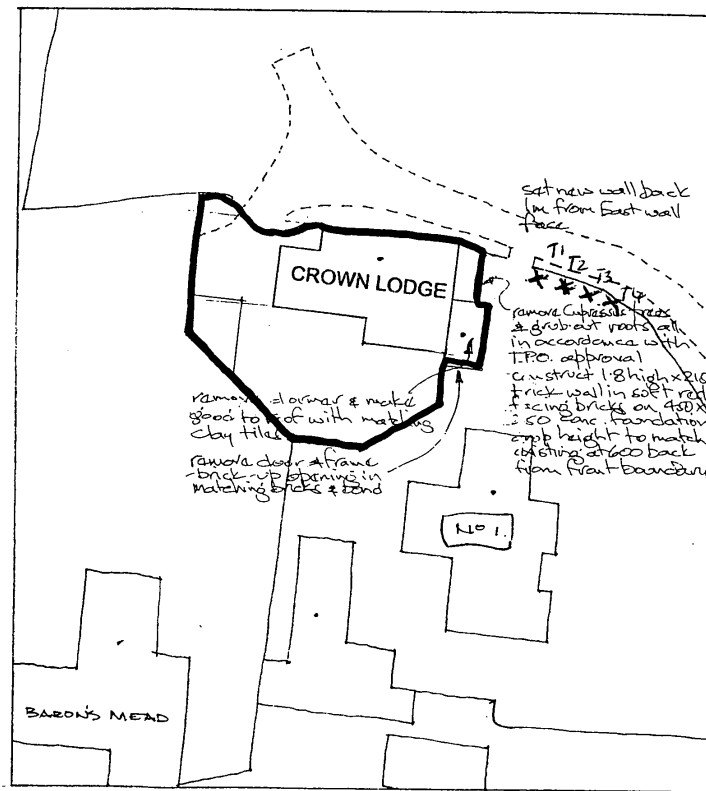 set new wall back
1m from East wall
face
T1
T2
T3
T4
CROWN LODGE
remove Cupressus trees
& grub out roots all
in accordance with
T.P.O. approval
construct 1.8 high x 215
brick wall in soft red
facing bricks on 450 x
350 conc. foundation
drop height to match
existing at 600 back
from front boundary
remove dormer & make
good to roof with matching
clay tiles
remove door & frame
-brick-up opening in
matching bricks & bond
No 1.
BARON'S MEAD